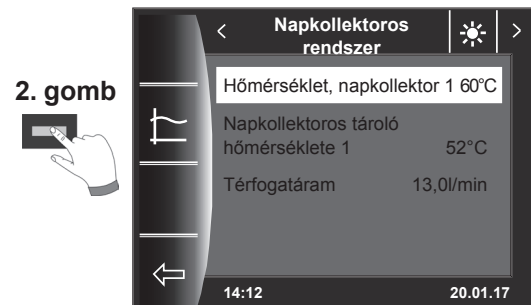 2. gomb
< Napkollektoros >
rendszer
Hőmérséklet, napkollektor 1 60°C
Napkollektoros tároló
hőmérséklete 1 52°C
Térfogatáram 13,0l/min
14:12 20.01.17